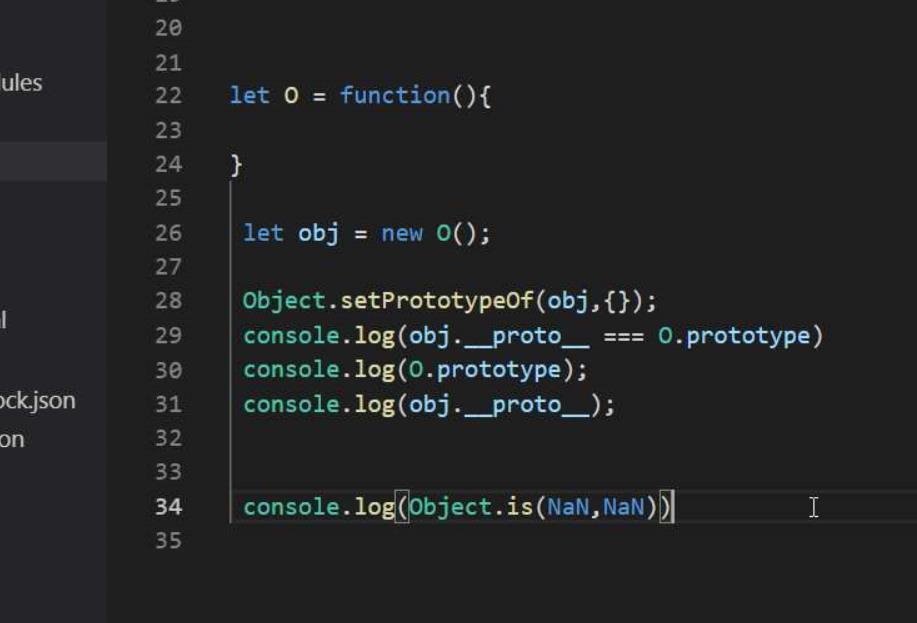 20
21
ules
22 let O = function(){
23
24 }
25
26 let obj = new O();
27
28 Object.setPrototypeOf(obj,{});
29 console.log(obj.__proto__ === O.prototype)
30 console.log(O.prototype);
ock.json
31 console.log(obj.__proto__);
on
32
33
34 console.log(Object.is(NaN,NaN))
35